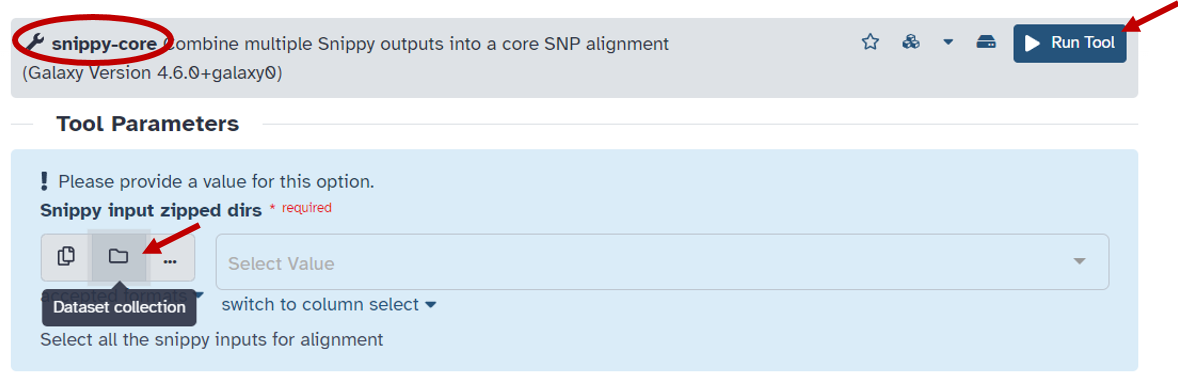 snippy-core Combine multiple Snippy outputs into a core SNP alignment
(Galaxy Version 4.6.0+galaxy0)
Run Tool
Tool Parameters
! Please provide a value for this option.
Snippy input zipped dirs * required
...
Select Value
accepted formats
switch to column select
Dataset collection
Select all the snippy inputs for alignment